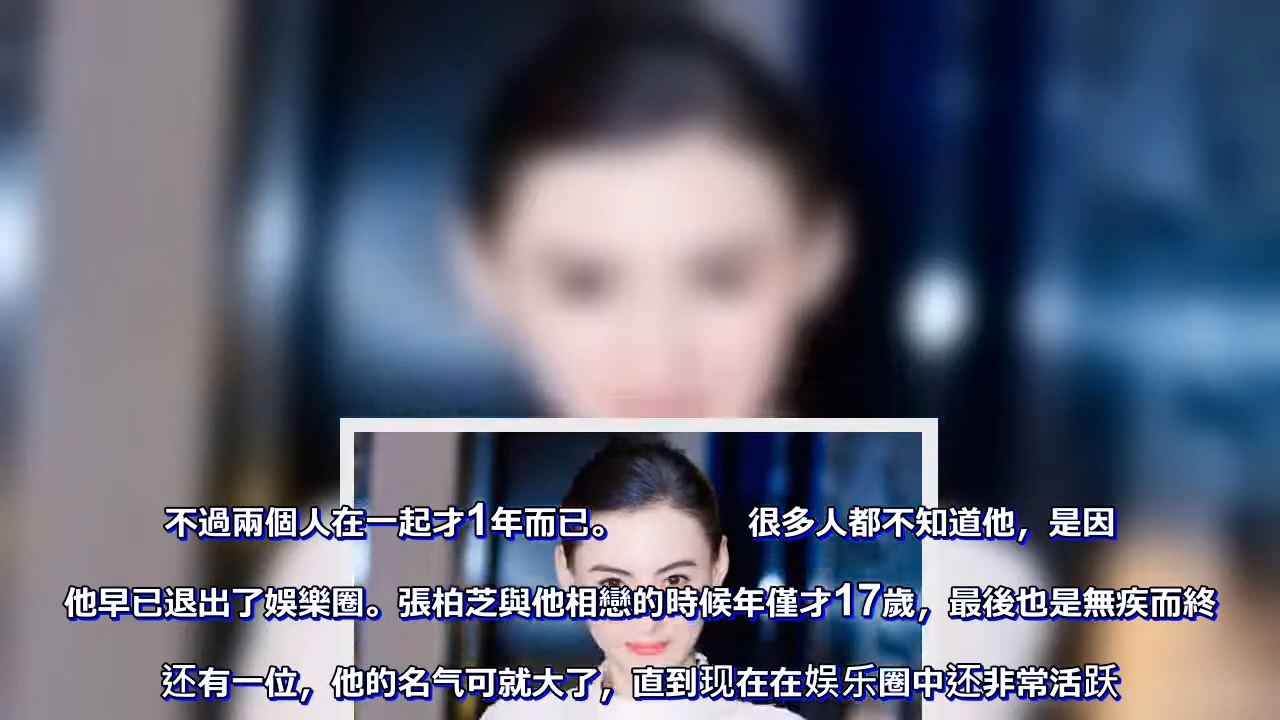 不過兩個人在一起才1年而已。 很多人都不知道他，是因
他早已退出了娛樂圈。張柏芝與他相戀的時候年僅才17歲，最後也是無疾而終
还有一位，他的名气可就大了，直到现在在娱乐圈中还非常活跃